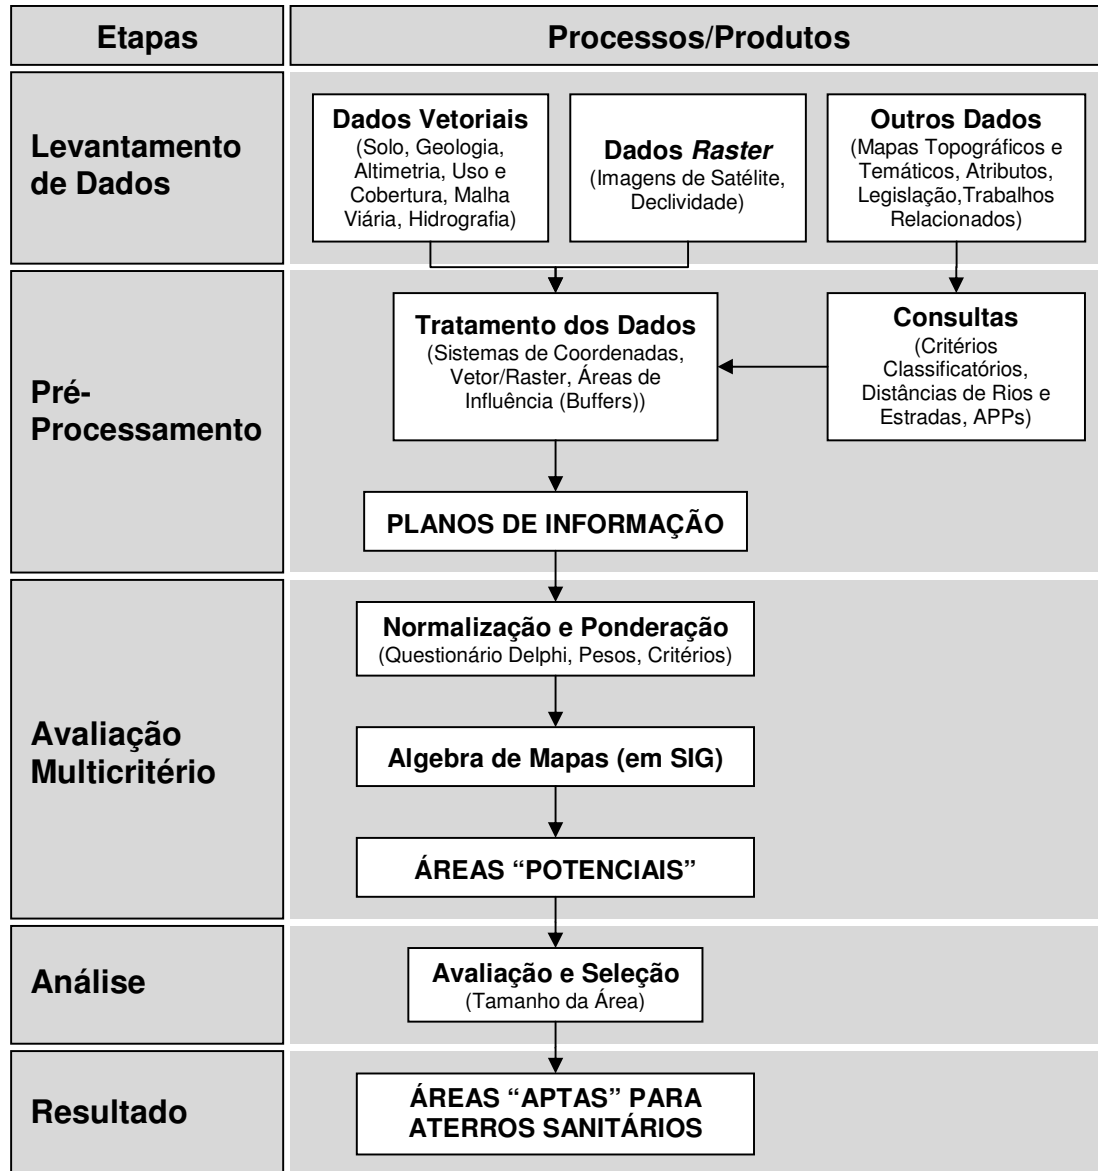 Etapas
Processos/Produtos
Levantamento
de Dados
Dados Vetoriais
(Solo, Geologia,
Altimetria, Uso e
Cobertura, Malha
Viária, Hidrografia)
Dados Raster
(Imagens de Satélite,
Declividade)
Outros Dados
(Mapas Topográficos e
Temáticos, Atributos,
Legislação,Trabalhos
Relacionados)
Pré-
Processamento
Tratamento dos Dados
(Sistemas de Coordenadas,
Vetor/Raster, Áreas de
Influência (Buffers))
Consultas
(Critérios
Classificatórios,
Distâncias de Rios e
Estradas, APPs)
PLANOS DE INFORMAÇÃO
Avaliação
Multicritério
Normalização e Ponderação
(Questionário Delphi, Pesos, Critérios)
Algebra de Mapas (em SIG)
ÁREAS “POTENCIAIS”
Análise
Avaliação e Seleção
(Tamanho da Área)
Resultado
ÁREAS “APTAS” PARA
ATERROS SANITÁRIOS